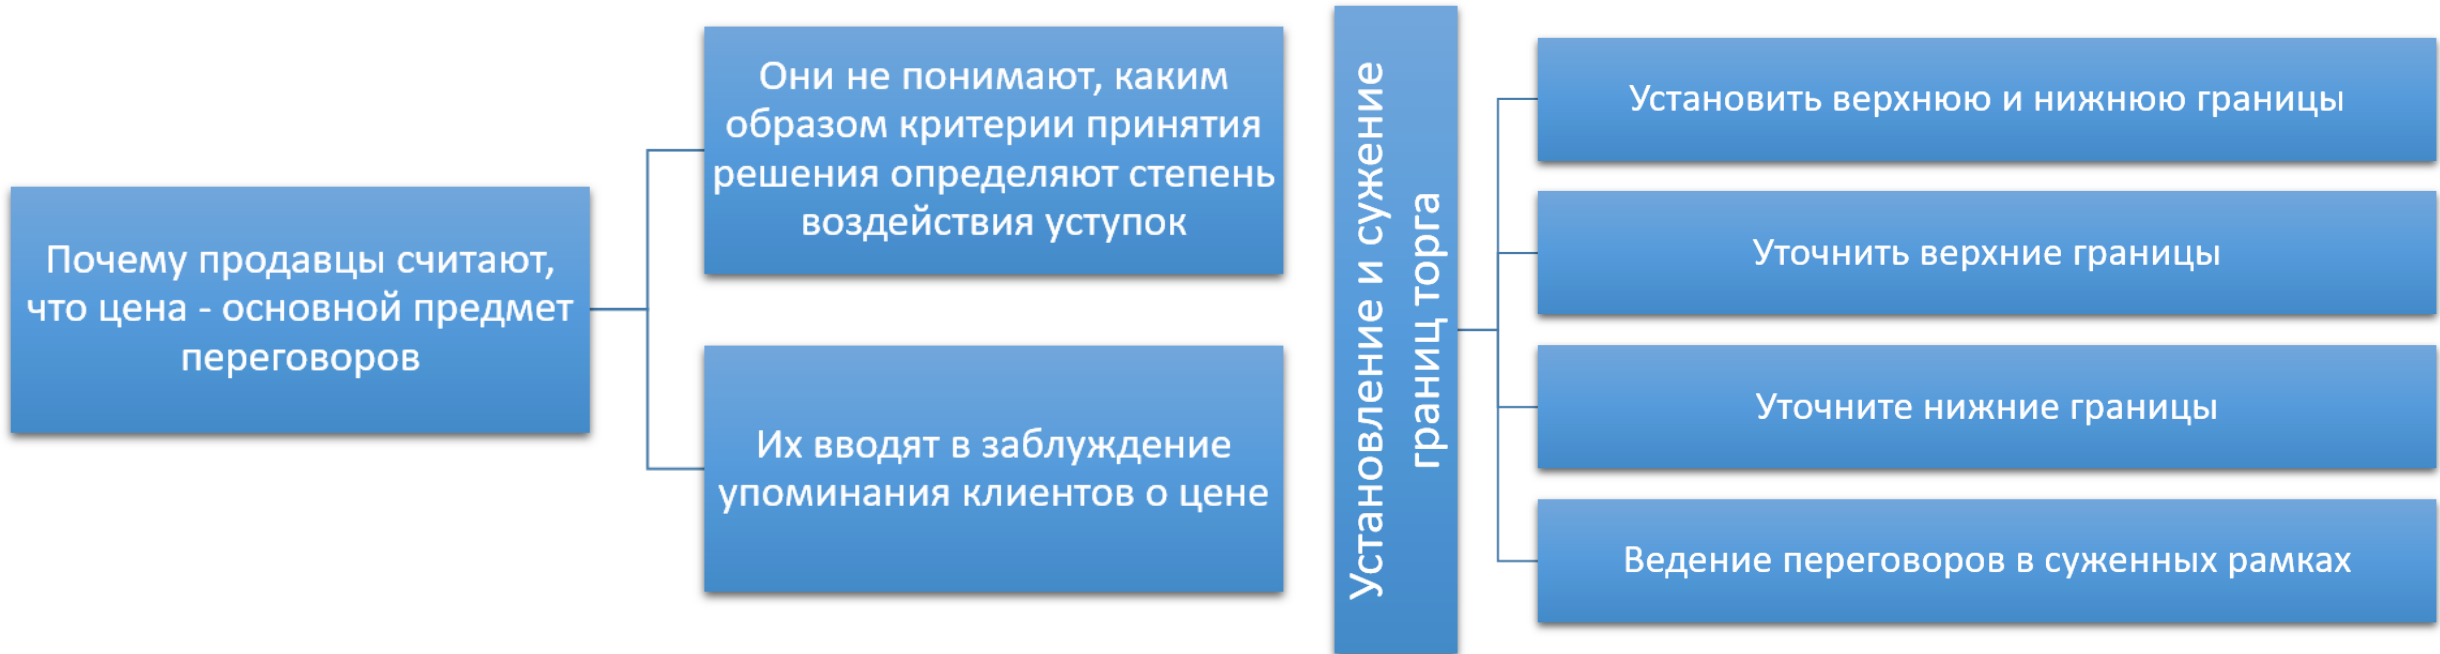 Почему продавцы считают,
что цена - основной предмет
переговоров
Они не понимают, каким
образом критерии принятия
решения определяют степень
воздействия уступок
Их вводят в заблуждение
упоминания клиентов о цене
Установление и сужение
границ торга
Установить верхнюю и нижнюю границы
Уточнить верхние границы
Уточните нижние границы
Ведение переговоров в суженных рамках